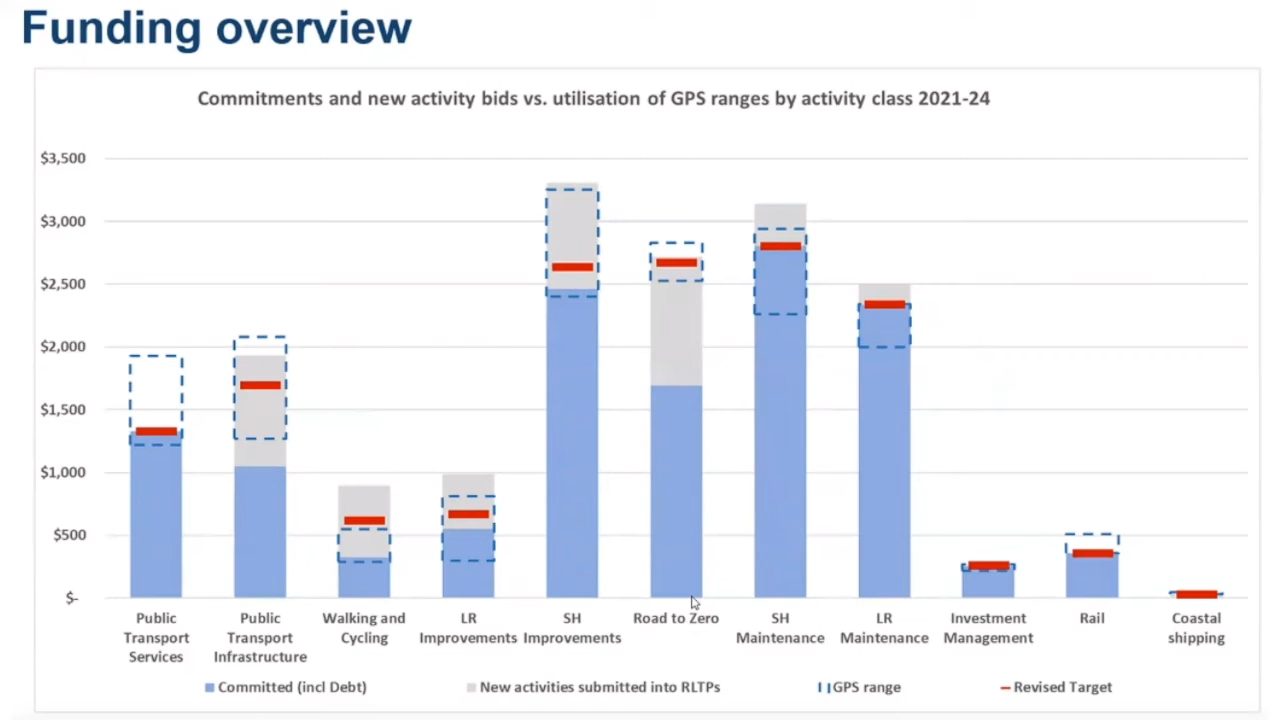 Funding overview
Commitments and new activity bids vs. utilisation of GPS ranges by activity class 2021-24
$3,500
$3,000
$2,500
$2,000
$1,500
$1,000
$500
$-
Public Transport Services
Public Transport Infrastructure
Walking and Cycling
LR Improvements
SH Improvements
Road to Zero
SH Maintenance
LR Maintenance
Investment Management
Rail
Coastal shipping
Committed (incl Debt)
New activities submitted into RLTPs
GPS range
Revised Target